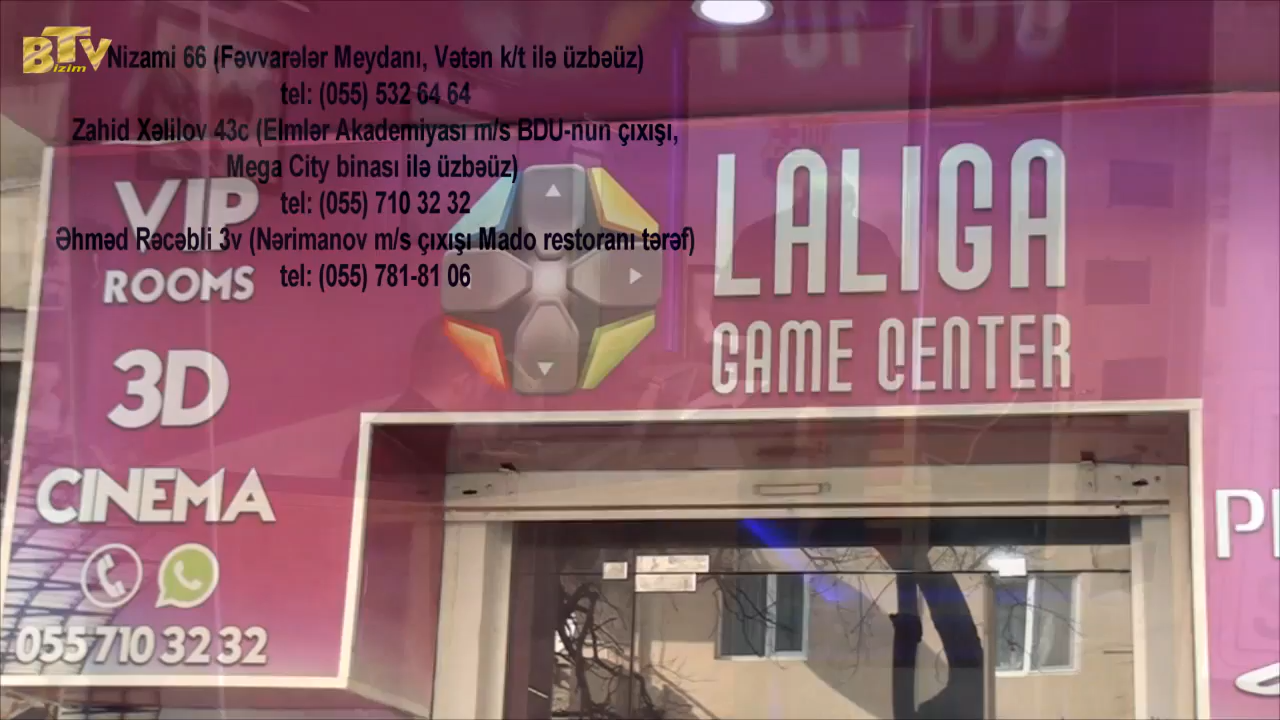 BTV
izim
Nizami 66 (Fəvvarələr Meydanı, Vətən k/t ilə üzbəüz)
tel: (055) 532 64 64
Zahid Xəlilov 43c (Elmlər Akademiyası m/s BDU-nun çıxışı,
Mega City binası ilə üzbəüz)
tel: (055) 710 32 32
Əhməd Rəcəbli 3v (Nərimanov m/s çıxışı Mado restoranı tərəf)
tel: (055) 781-81 06
VIP
ROOMS
3D
CINEMA
055 710 32 32
LALIGA
GAME CENTER